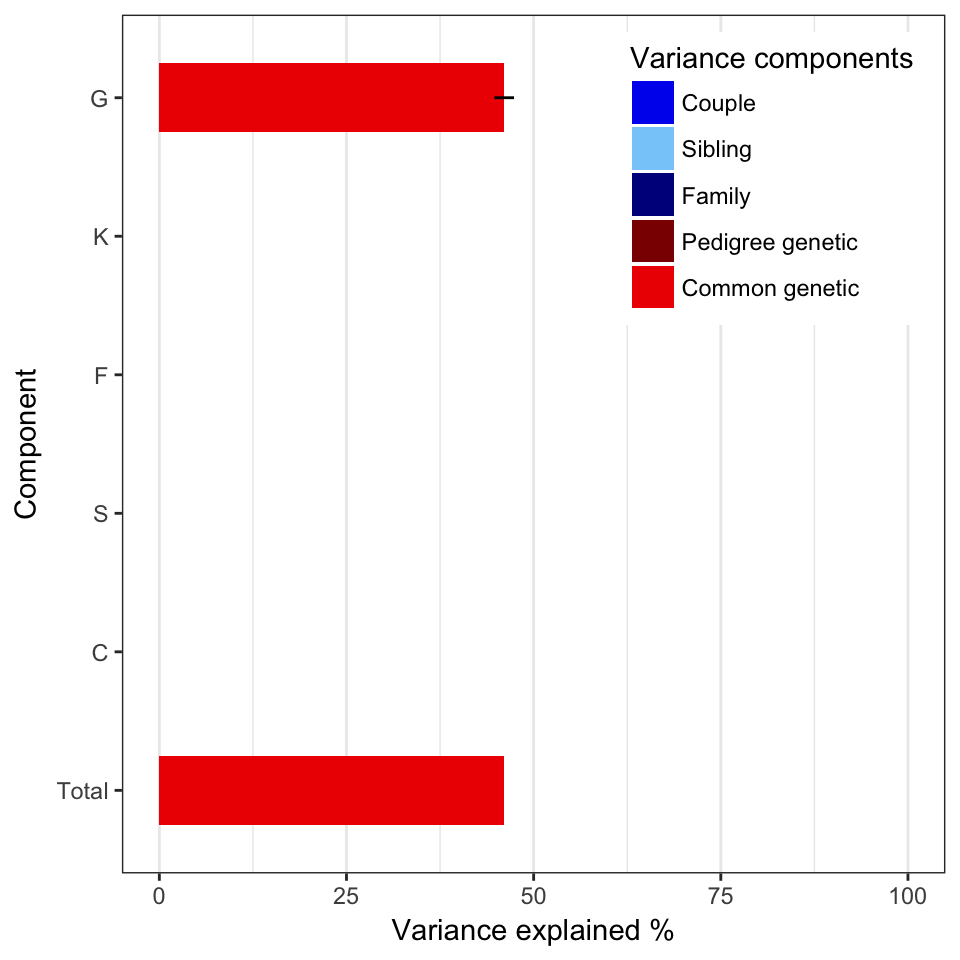 Variance components
Couple
Sibling
Family
Pedigree genetic
Common genetic
Component
G
K
F
S
C
Total
0 25 50 75 100
Variance explained %